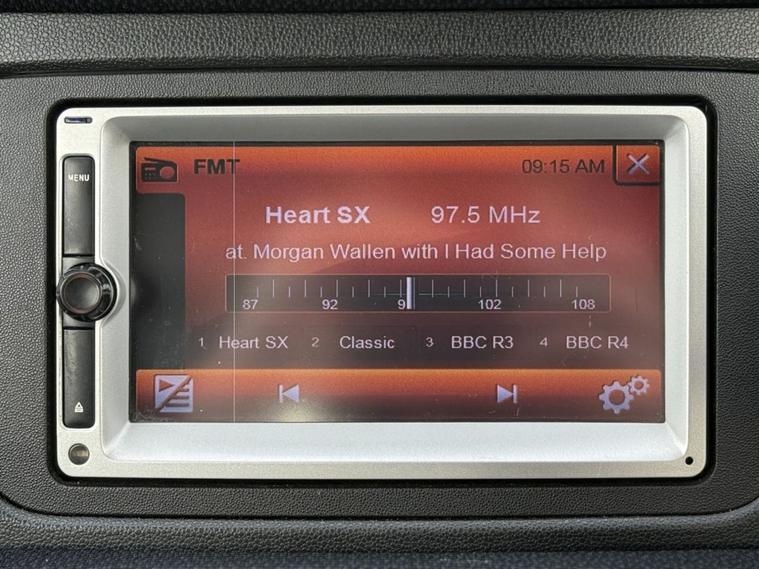 MENU
FMT 09:15 AM
Heart SX 97.5 MHz
at. Morgan Wallen with I Had Some Help
87 92 9 102 108
1 Heart SX 2 Classic 3 BBC R3 4 BBC R4